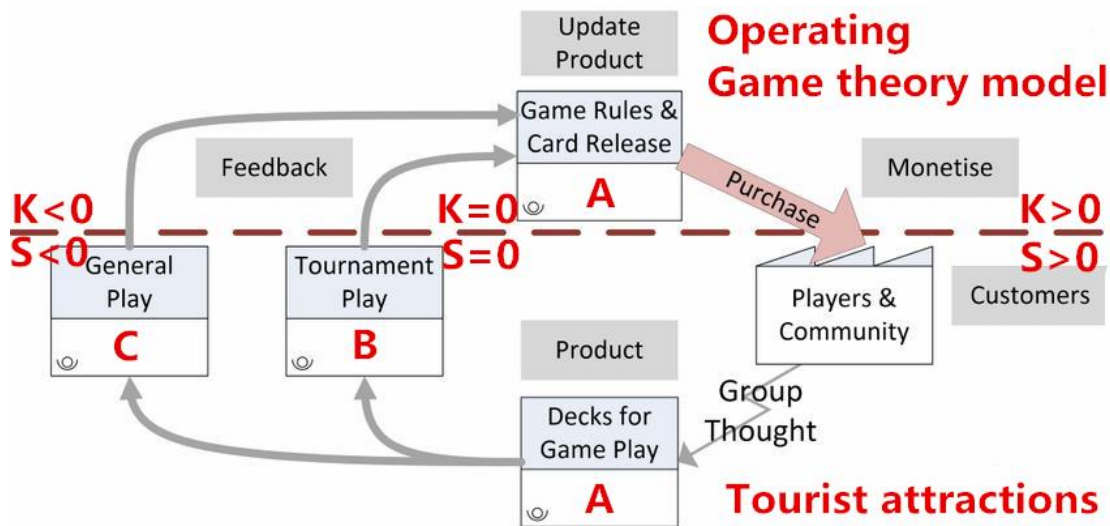 Update
Product
Operating
Game theory model
Game Rules &
Card Release
A
Feedback
Purchase
Monetise
K<0
K=0
K>0
S<0
S=0
S>0
General
Play
C
Tournament
Play
B
Players &
Community
Customers
Product
Group
Thought
Decks for
Game Play
A
Tourist attractions